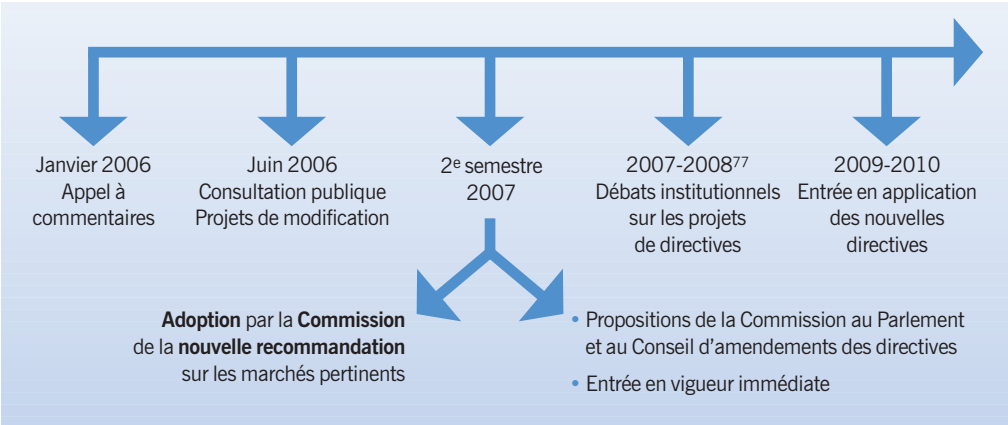 Janvier 2006
Appel à
commentaires
Juin 2006
Consultation publique
Projets de modification
2e semestre
2007
2007-200877
Débats institutionnels
sur les projets
de directives
2009-2010
Entrée en application
des nouvelles
directives
Adoption par la Commission
de la nouvelle recommandation
sur les marchés pertinents
• Propositions de la Commission au Parlement
et au Conseil d'amendements des directives
• Entrée en vigueur immédiate